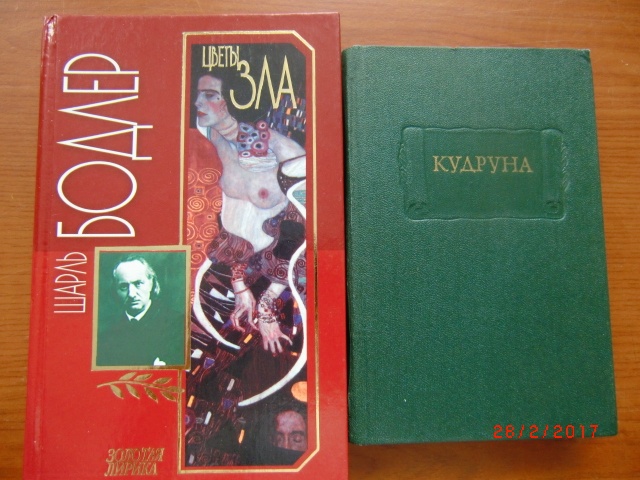 ШАРЛЬ
БОДЛЕР
ЦВЕТЫ
ЗЛА
ЗОЛОТАЯ
ЛИРИКА
КУДРУНА
28/2/2017